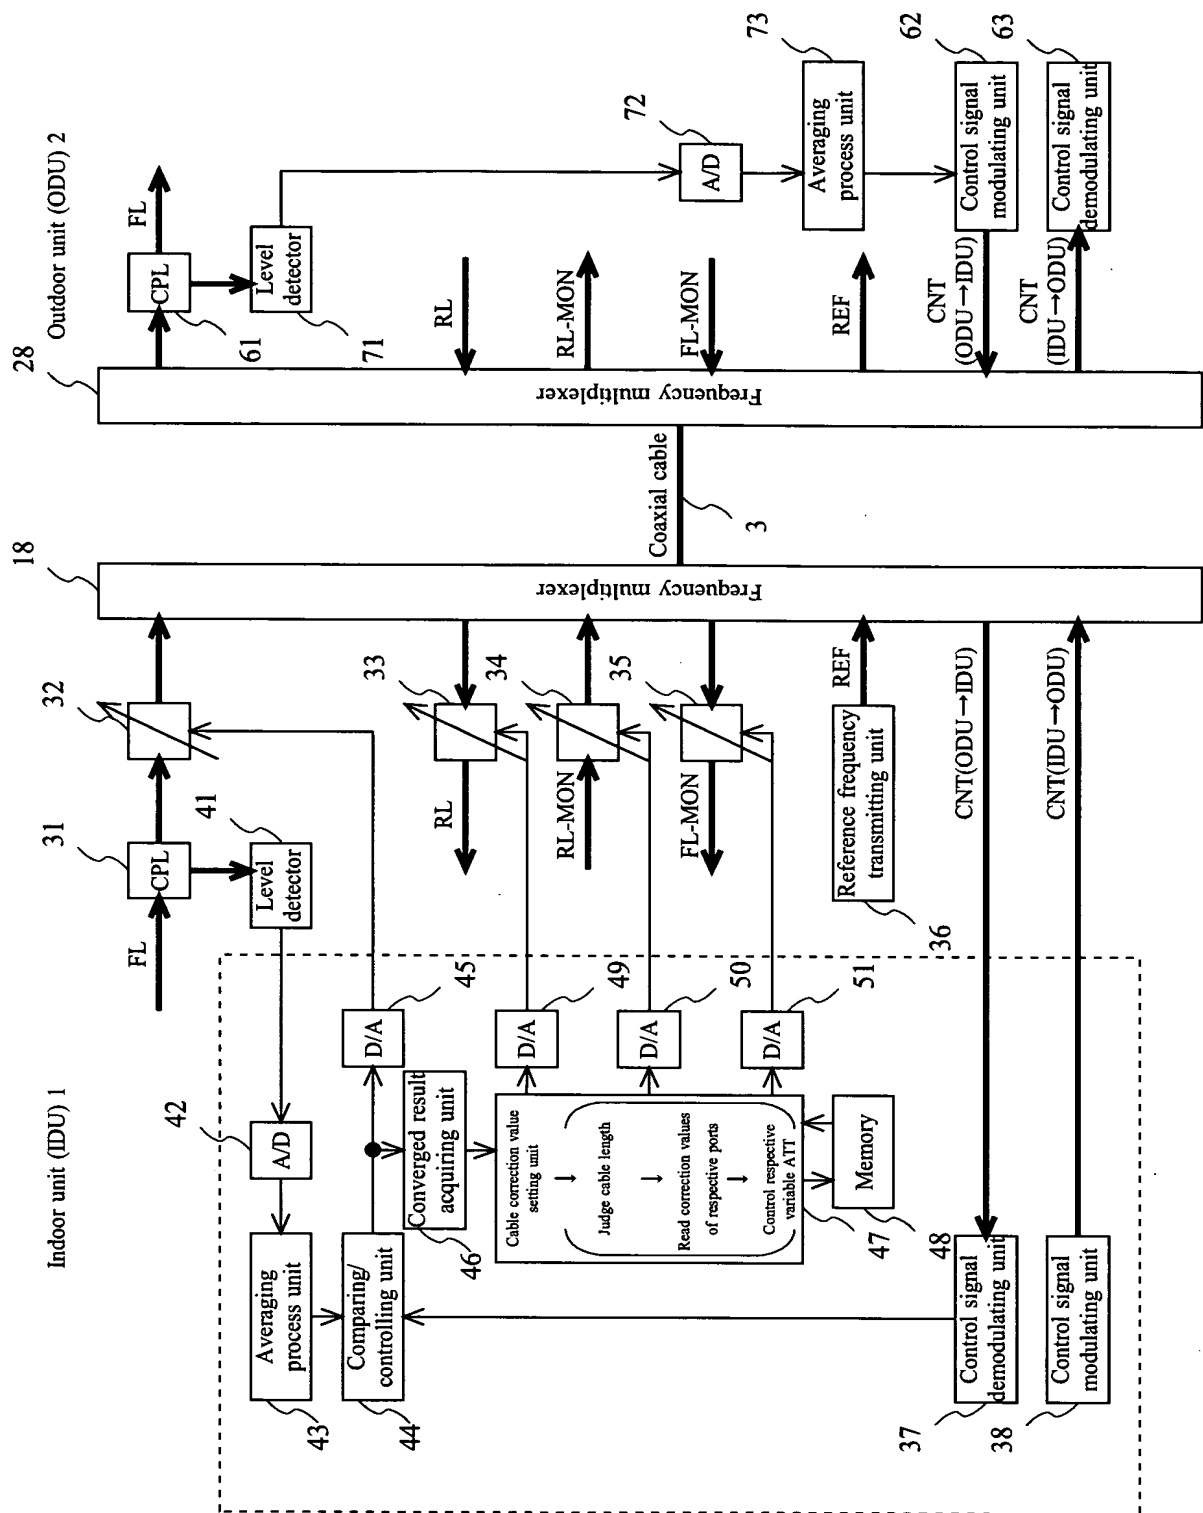 Indoor unit (IDU) 1
Outdoor unit (ODU) 2
FL
31
CPL
32
41
Level
detector
42
A/D
43
Averaging
process unit
44
Comparing/
controlling unit
45
D/A
46
Converged result
acquiring unit
Cable correction value
setting unit
↓
Judge cable length
↓
Read correction values
of respective ports
↓
Control respective
variable ATT
47
Memory
48
D/A
49
D/A
50
D/A
51
33
RL
34
RL-MON
35
FL-MON
Reference frequency
transmitting unit
36
REF
Control signal
demodulating unit
37
CNT(ODU→IDU)
Control signal
modulating unit
38
CNT(IDU→ODU)
18
Frequency multiplexer
Coaxial cable
3
28
Frequency multiplexer
CPL
61
FL
Level
detector
71
RL
RL-MON
FL-MON
REF
CNT
(ODU→IDU)
CNT
(IDU→ODU)
72
A/D
73
Averaging
process unit
62
Control signal
modulating unit
63
Control signal
demodulating unit